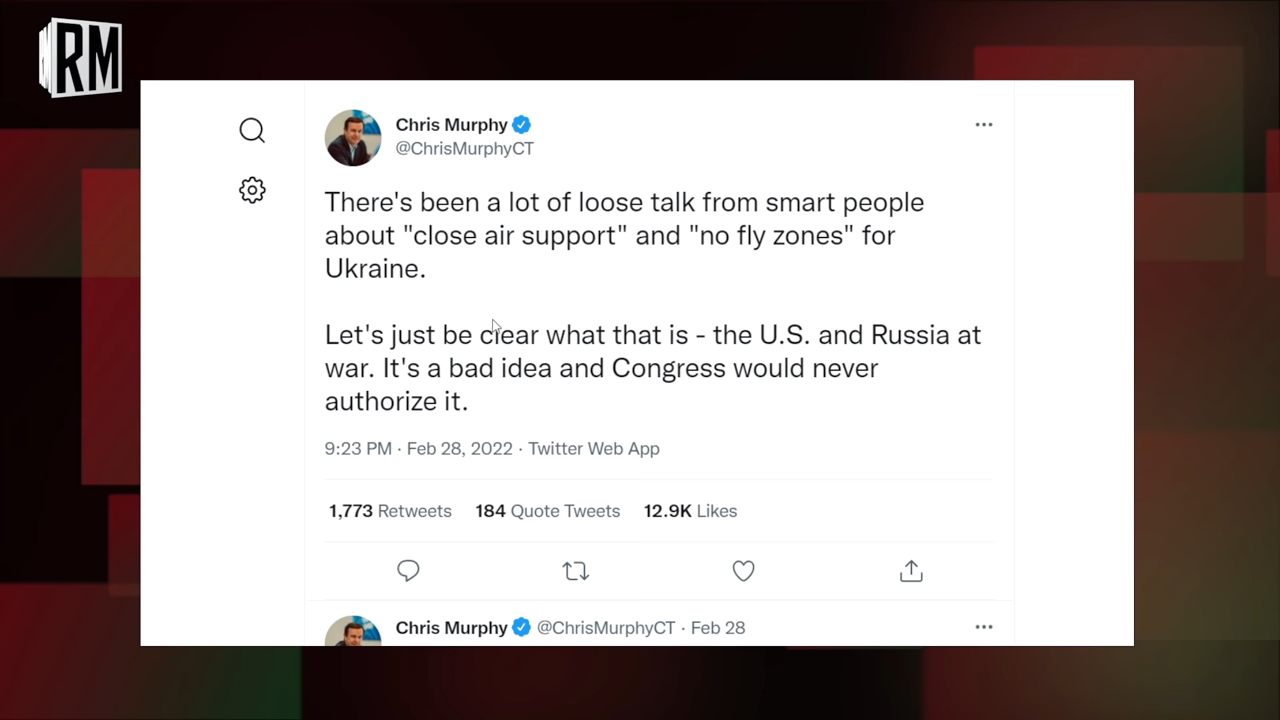 RM
Chris Murphy
@ChrisMurphyCT
There's been a lot of loose talk from smart people
about "close air support" and "no fly zones" for
Ukraine.
Let's just be clear what that is - the U.S. and Russia at
war. It's a bad idea and Congress would never
authorize it.
9:23 PM · Feb 28, 2022 · Twitter Web App
1,773 Retweets 184 Quote Tweets 12.9K Likes
Chris Murphy @ChrisMurphyCT · Feb 28